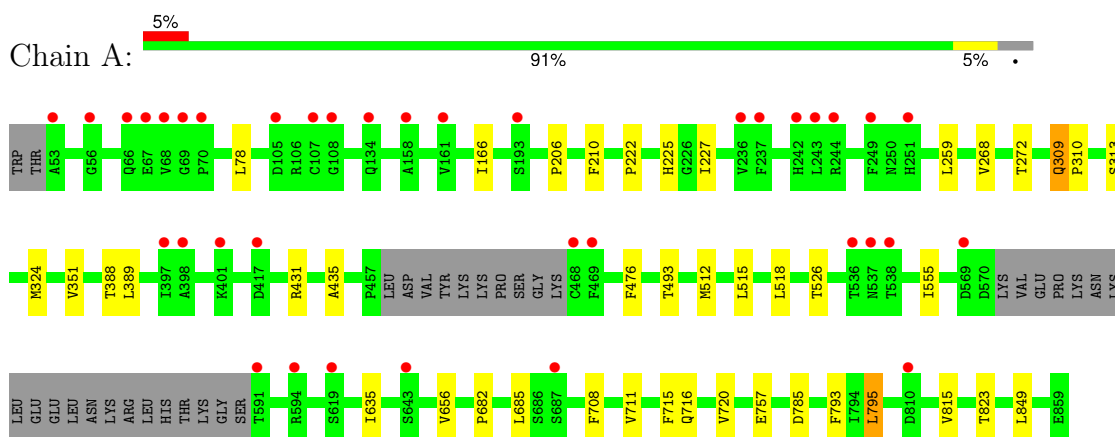 5%
Chain A:
91% 5% •
TRP THR A53 G56 Q66 E67 V68 G69 P70 L78 D105 R106 C107 G108 Q134 A158 V161 I166 S193 P206 F210 P222 H225 G226 I227 V236 F237 H242 L243 R244 F249 N250 H251 L259 V268 T272 Q309 P310 S313
M324 V351 T388 L389 I397 A398 K401 D417 R431 A435 P457 LEU ASP VAL TYR LYS LYS PRO SER GLY LYS C468 F469 F476 T493 M512 L515 L518 T526 T536 N537 T538 I555 D569 D570 LYS VAL GLU PRO LYS ASN LYS
LEU GLU GLU LEU ASN LYS ARG LEU HIS THR LYS GLY SER T591 R594 S619 I635 S643 V656 P682 L685 S686 S687 F708 V711 F715 Q716 V720 E757 D785 F793 I794 L795 D810 V815 T823 L849 E859